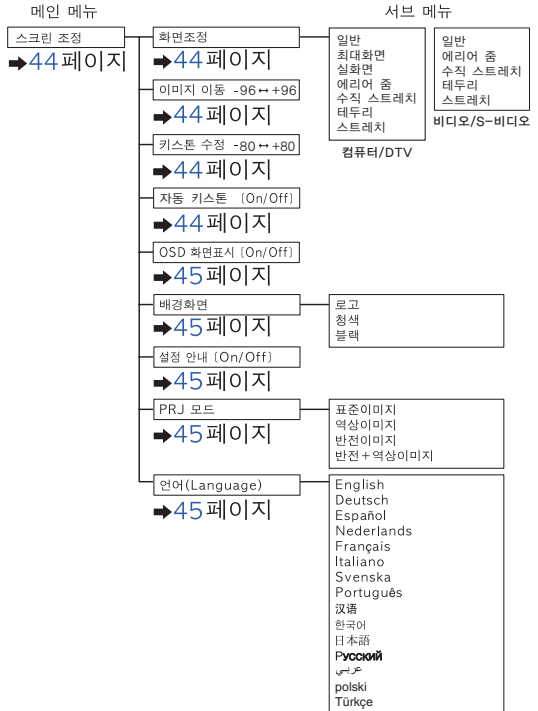 메인 메뉴
서브 메뉴
스크린 조정
➡44페이지
화면조정
➡44페이지
일반
최대화면
실화면
에리어 줌
수직 스트레치
테두리
스트레치
컴퓨터/DTV
일반
에리어 줌
수직 스트레치
테두리
스트레치
비디오/S-비디오
이미지 이동 -96↔+96
➡44페이지
키스톤 수정 -80↔+80
➡44페이지
자동 키스톤 (On/Off)
➡44페이지
OSD 화면표시 (On/Off)
➡45페이지
배경화면
➡45페이지
로고
청색
블랙
설정 안내 (On/Off)
➡45페이지
PRJ 모드
➡45페이지
표준이미지
역상이미지
반전이미지
반전+역상이미지
언어(Language)
➡45페이지
English
Deutsch
Español
Nederlands
Français
Italiano
Svenska
Português
汉语
한국어
日本語
Русский
عربي
polski
Türkçe